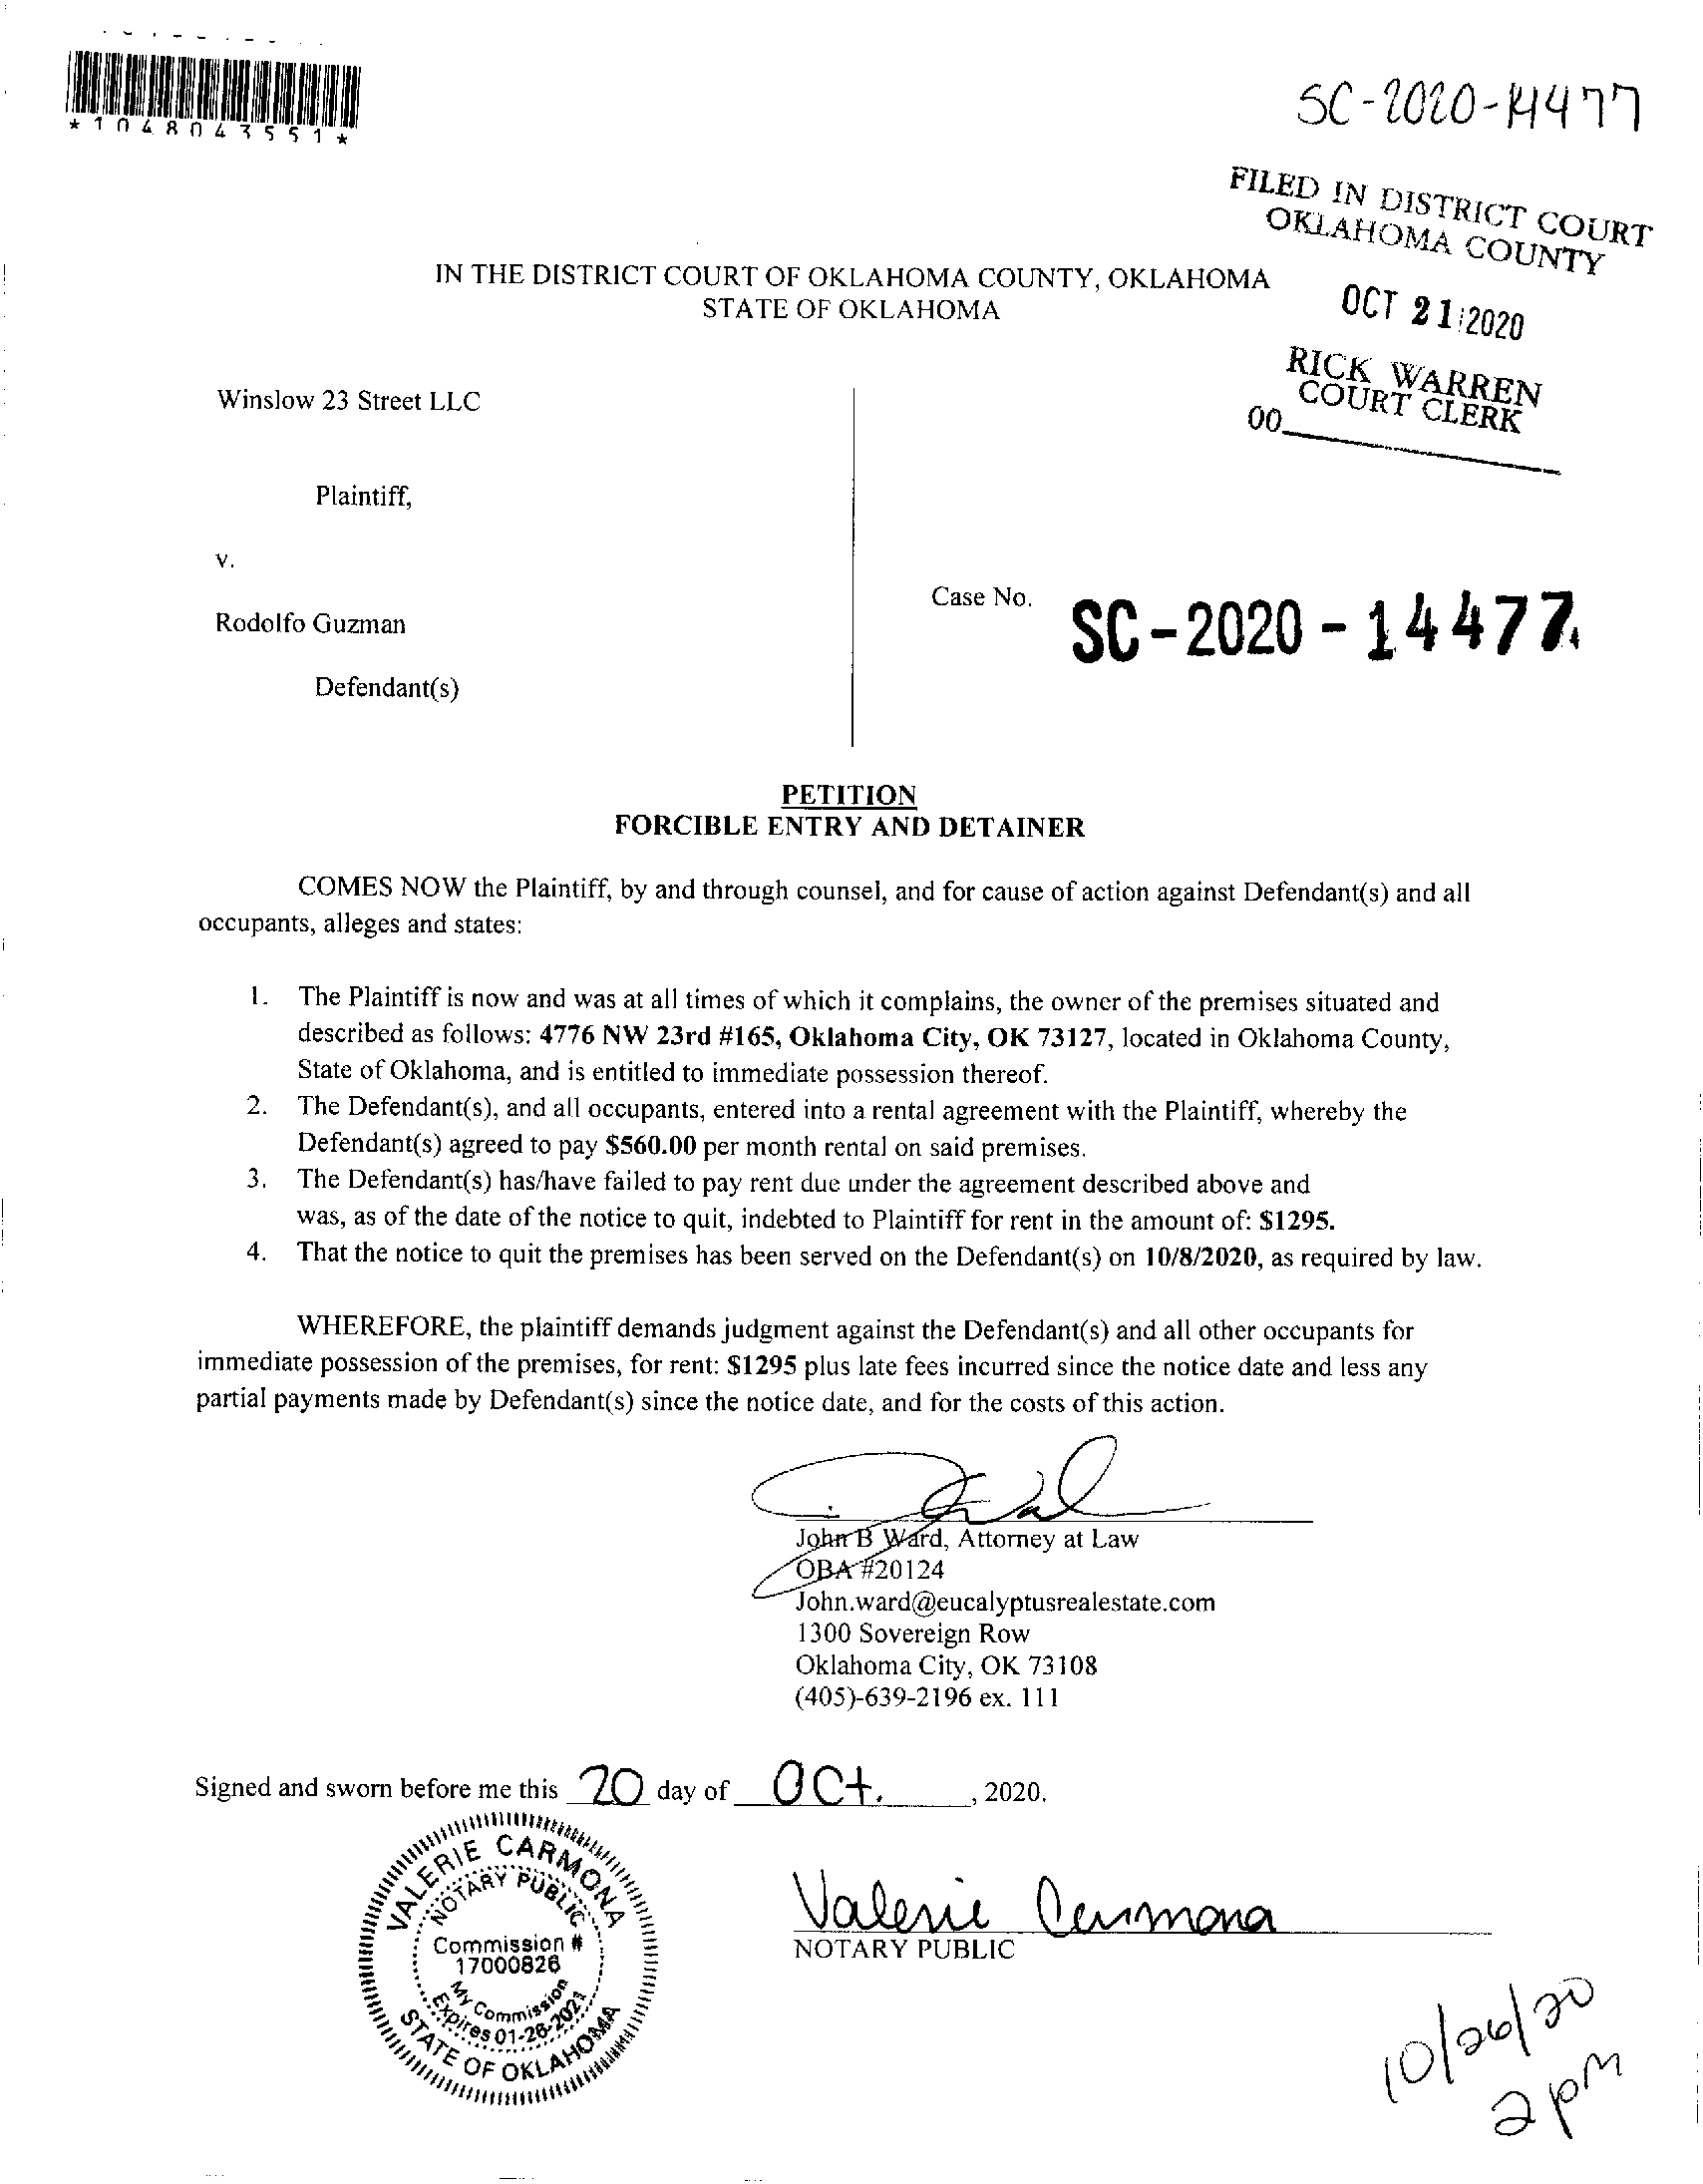 *1048043551*
SC-2020-14477
FILED IN DISTRICT COURT
OKLAHOMA COUNTY
OCT 21 2020
RICK WARREN
COURT CLERK
00
IN THE DISTRICT COURT OF OKLAHOMA COUNTY, OKLAHOMA
STATE OF OKLAHOMA
Winslow 23 Street LLC
Plaintiff,
v.
Rodolfo Guzman
Defendant(s)
Case No.
SC-2020-14477
PETITION
FORCIBLE ENTRY AND DETAINER
COMES NOW the Plaintiff, by and through counsel, and for cause of action against Defendant(s) and all
occupants, alleges and states:
1. The Plaintiff is now and was at all times of which it complains, the owner of the premises situated and
described as follows: 4776 NW 23rd #165, Oklahoma City, OK 73127, located in Oklahoma County,
State of Oklahoma, and is entitled to immediate possession thereof.
2. The Defendant(s), and all occupants, entered into a rental agreement with the Plaintiff, whereby the
Defendant(s) agreed to pay $560.00 per month rental on said premises.
3. The Defendant(s) has/have failed to pay rent due under the agreement described above and
was, as of the date of the notice to quit, indebted to Plaintiff for rent in the amount of: $1295.
4. That the notice to quit the premises has been served on the Defendant(s) on 10/8/2020, as required by law.
WHEREFORE, the plaintiff demands judgment against the Defendant(s) and all other occupants for
immediate possession of the premises, for rent: $1295 plus late fees incurred since the notice date and less any
partial payments made by Defendant(s) since the notice date, and for the costs of this action.
John B Ward, Attorney at Law
OBA #20124
John.ward@eucalyptusrealestate.com
1300 Sovereign Row
Oklahoma City, OK 73108
(405)-639-2196 ex. 111
Signed and sworn before me this 20 day of Oct., 2020.
VALERIE CARMONA
NOTARY PUBLIC
Commission #
17000826
My Commission
Expires 01-26-2021
STATE OF OKLAHOMA
Valerie Carmona
NOTARY PUBLIC
10/26/20
2 pm